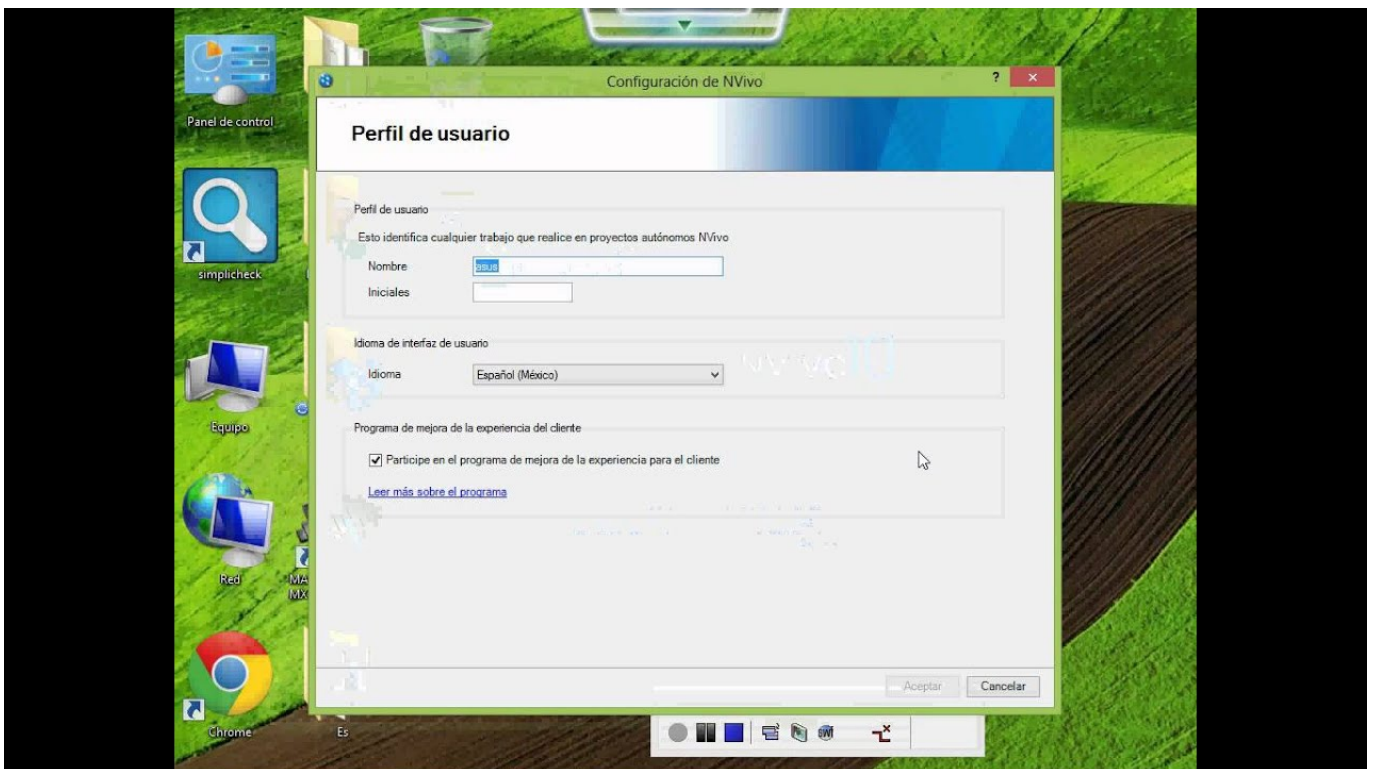 Configuración de NVivo
?
Perfil de usuario
Perfil de usuario
Esto identifica cualquier trabajo que realice en proyectos autónomos NVivo
Nombre
asus
Iniciales
Idioma de interfaz de usuario
Idioma
Español (México)
Programa de mejora de la experiencia del cliente
Participe en el programa de mejora de la experiencia para el cliente
Leer más sobre el programa
Aceptar
Cancelar
Panel de control
simplicheck
Equipo
Red
MA
MX
Chrome
Es